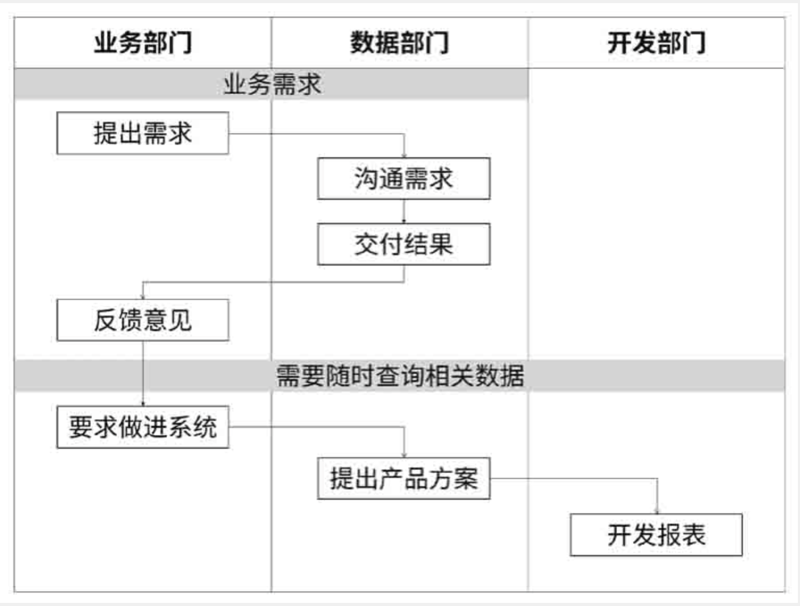 业务部门
数据部门
开发部门
业务需求
提出需求
沟通需求
交付结果
反馈意见
需要随时查询相关数据
要求做进系统
提出产品方案
开发报表